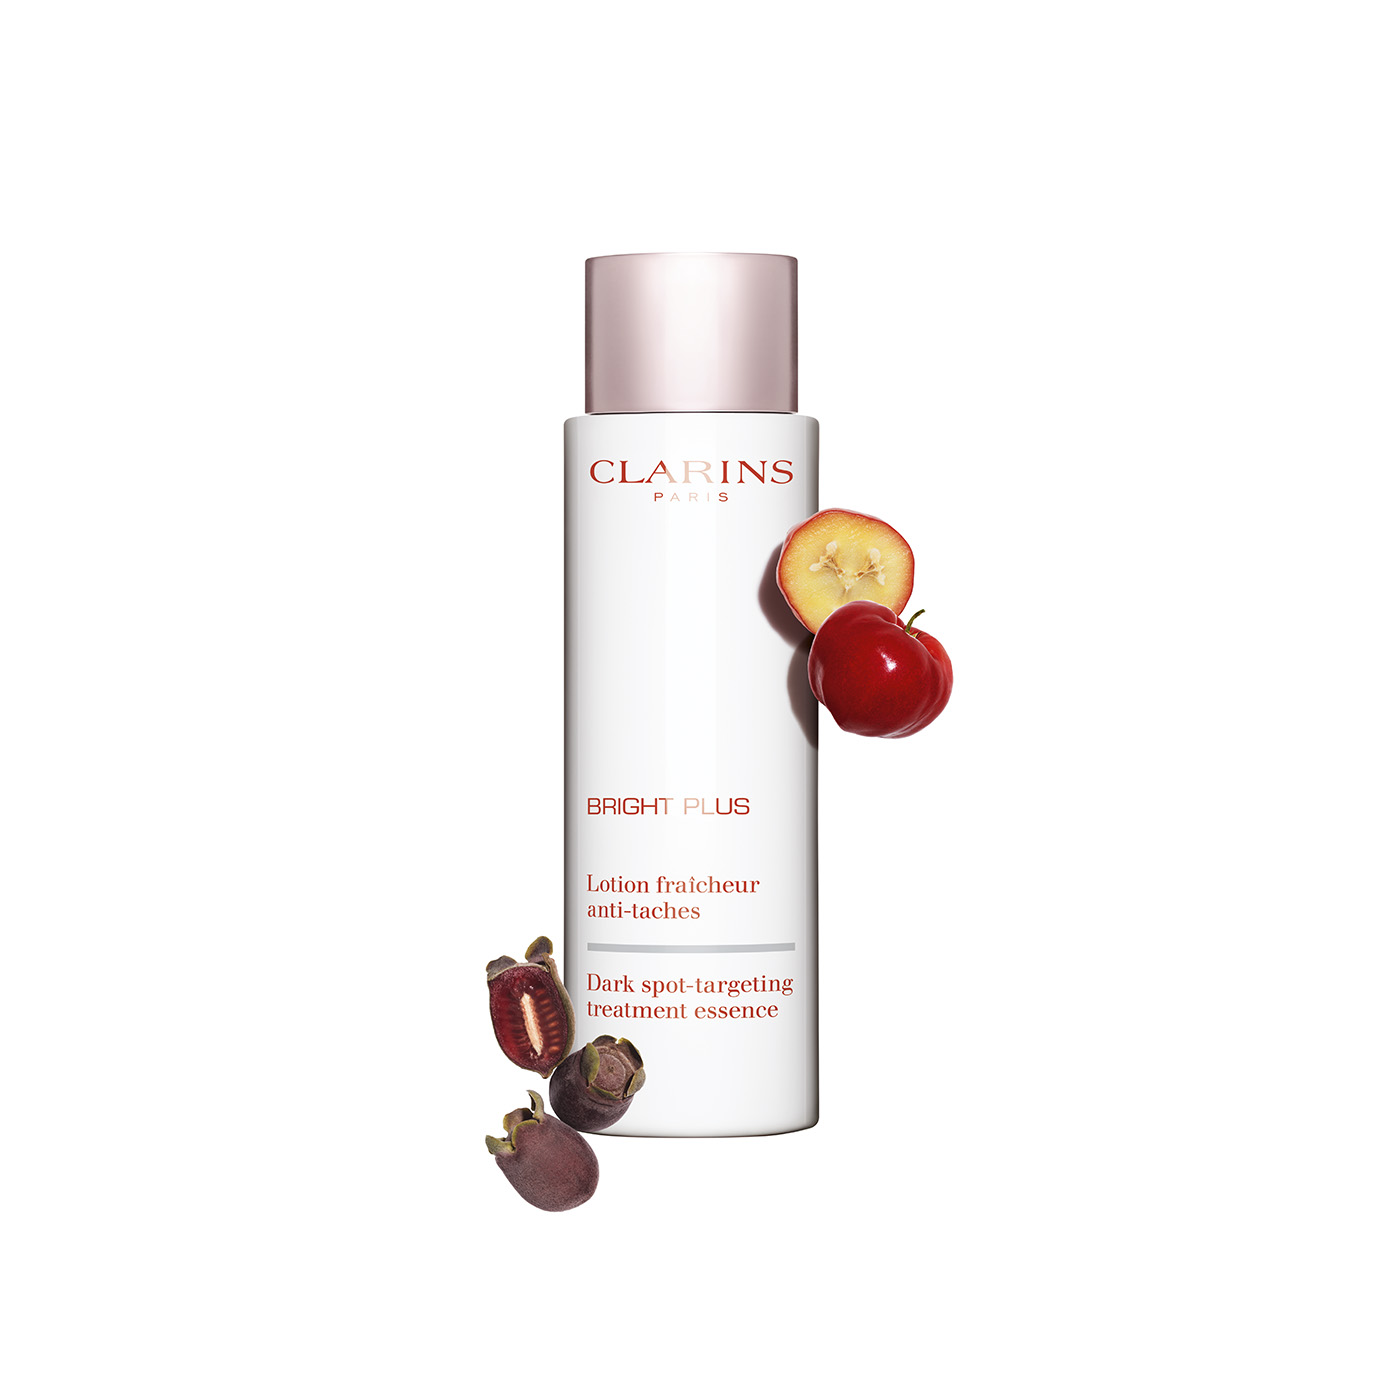 CLARINS
PARIS
BRIGHT PLUS
Lotion fraîcheur
anti-taches
Dark spot-targeting
treatment essence